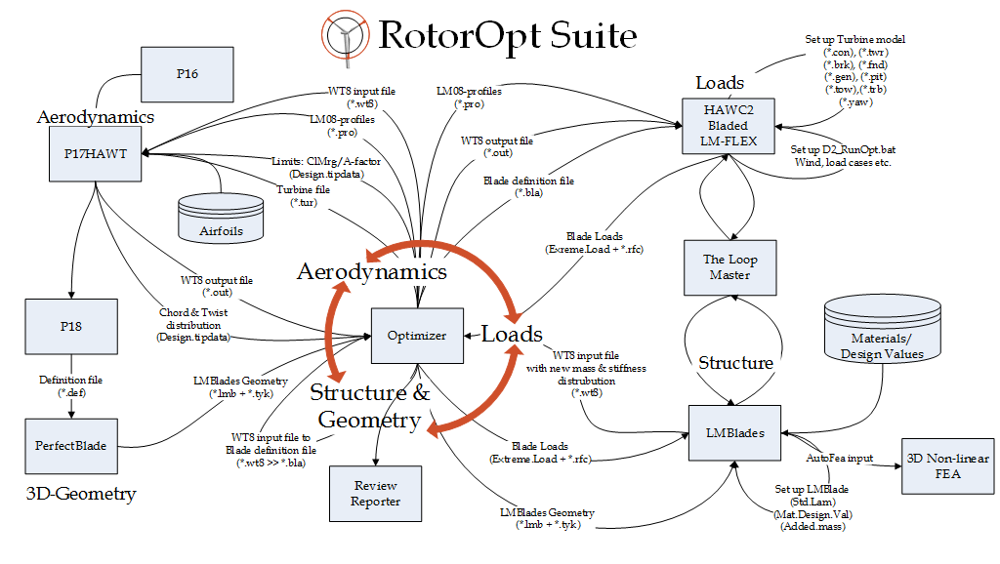 RotorOpt Suite
P16
Aerodynamics
P17HAWT
Airfoils
WT8 input file
(*.wt8)
LM08-profiles
(*.pro)
Limits: ClMrg/A-factor
(Design.tipdata)
Turbine file
(*.tur)
LM08-profiles
(*.pro)
WT8 output file
(*.out)
Blade definition file
(*.bla)
Loads
HAWC2
Bladed
LM-FLEX
Set up Turbine model
(*.con), (*.twr)
(*.brk), (*.fnd)
(*.gen), (*.pit)
(*.tow),(*.trb)
(*.yaw)
Set up D2_RunOpt.bat
Wind, load cases etc.
Blade Loads
(Exreme.Load + *.rfc)
The Loop
Master
Materials/
Design Values
Structure
WT8 output file
(*.out)
Chord & Twist
distribution
(Design.tipdata)
P18
Definition file
(*.def)
PerfectBlade
3D-Geometry
LMBlades Geometry
(*.lmb + *.tyk)
WT8 input file to
Blade definition file
(*.wt8 >> *.bla)
Aerodynamics
Optimizer
Loads
Structure &
Geometry
Review
Reporter
WT8 input file
with new mass & stiffness
distrubution
(*.wt8)
Blade Loads
(Extreme.Load + *.rfc)
LMBlades Geometry
(*.lmb + *.tyk)
LMBlades
AutoFea input
3D Non-linear
FEA
Set up LMBlade
(Std.Lam)
(Mat.Design.Val)
(Added.mass)